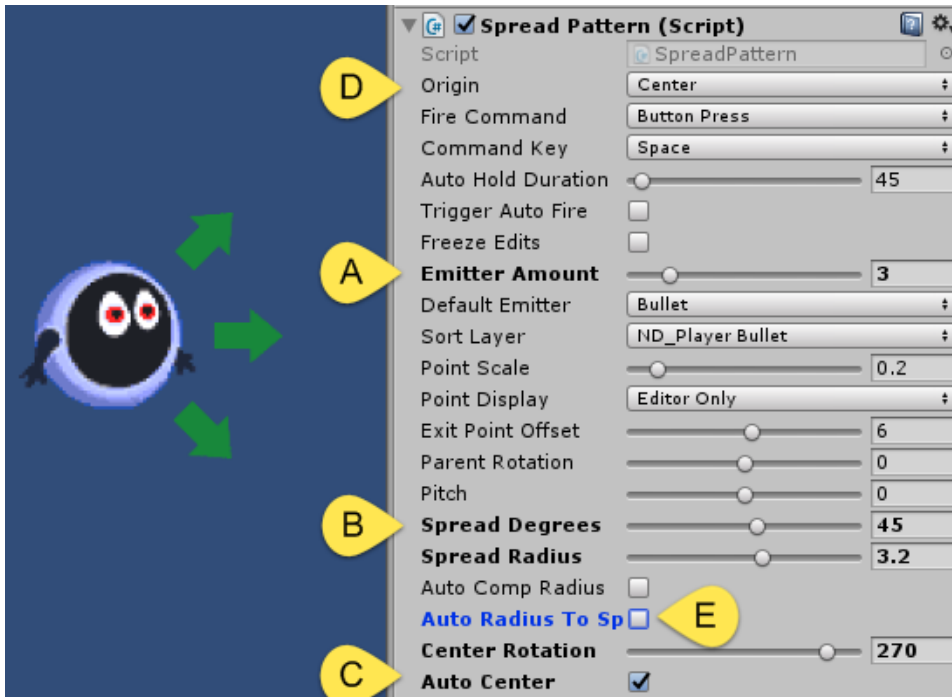 Spread Pattern (Script)
Script SpreadPattern
D Origin Center
Fire Command Button Press
Command Key Space
Auto Hold Duration 45
Trigger Auto Fire
Freeze Edits
A Emitter Amount 3
Default Emitter Bullet
Sort Layer ND_Player Bullet
Point Scale 0.2
Point Display Editor Only
Exit Point Offset 6
Parent Rotation 0
Pitch 0
B Spread Degrees 45
Spread Radius 3.2
Auto Comp Radius
Auto Radius To Sp E
Center Rotation 270
C Auto Center